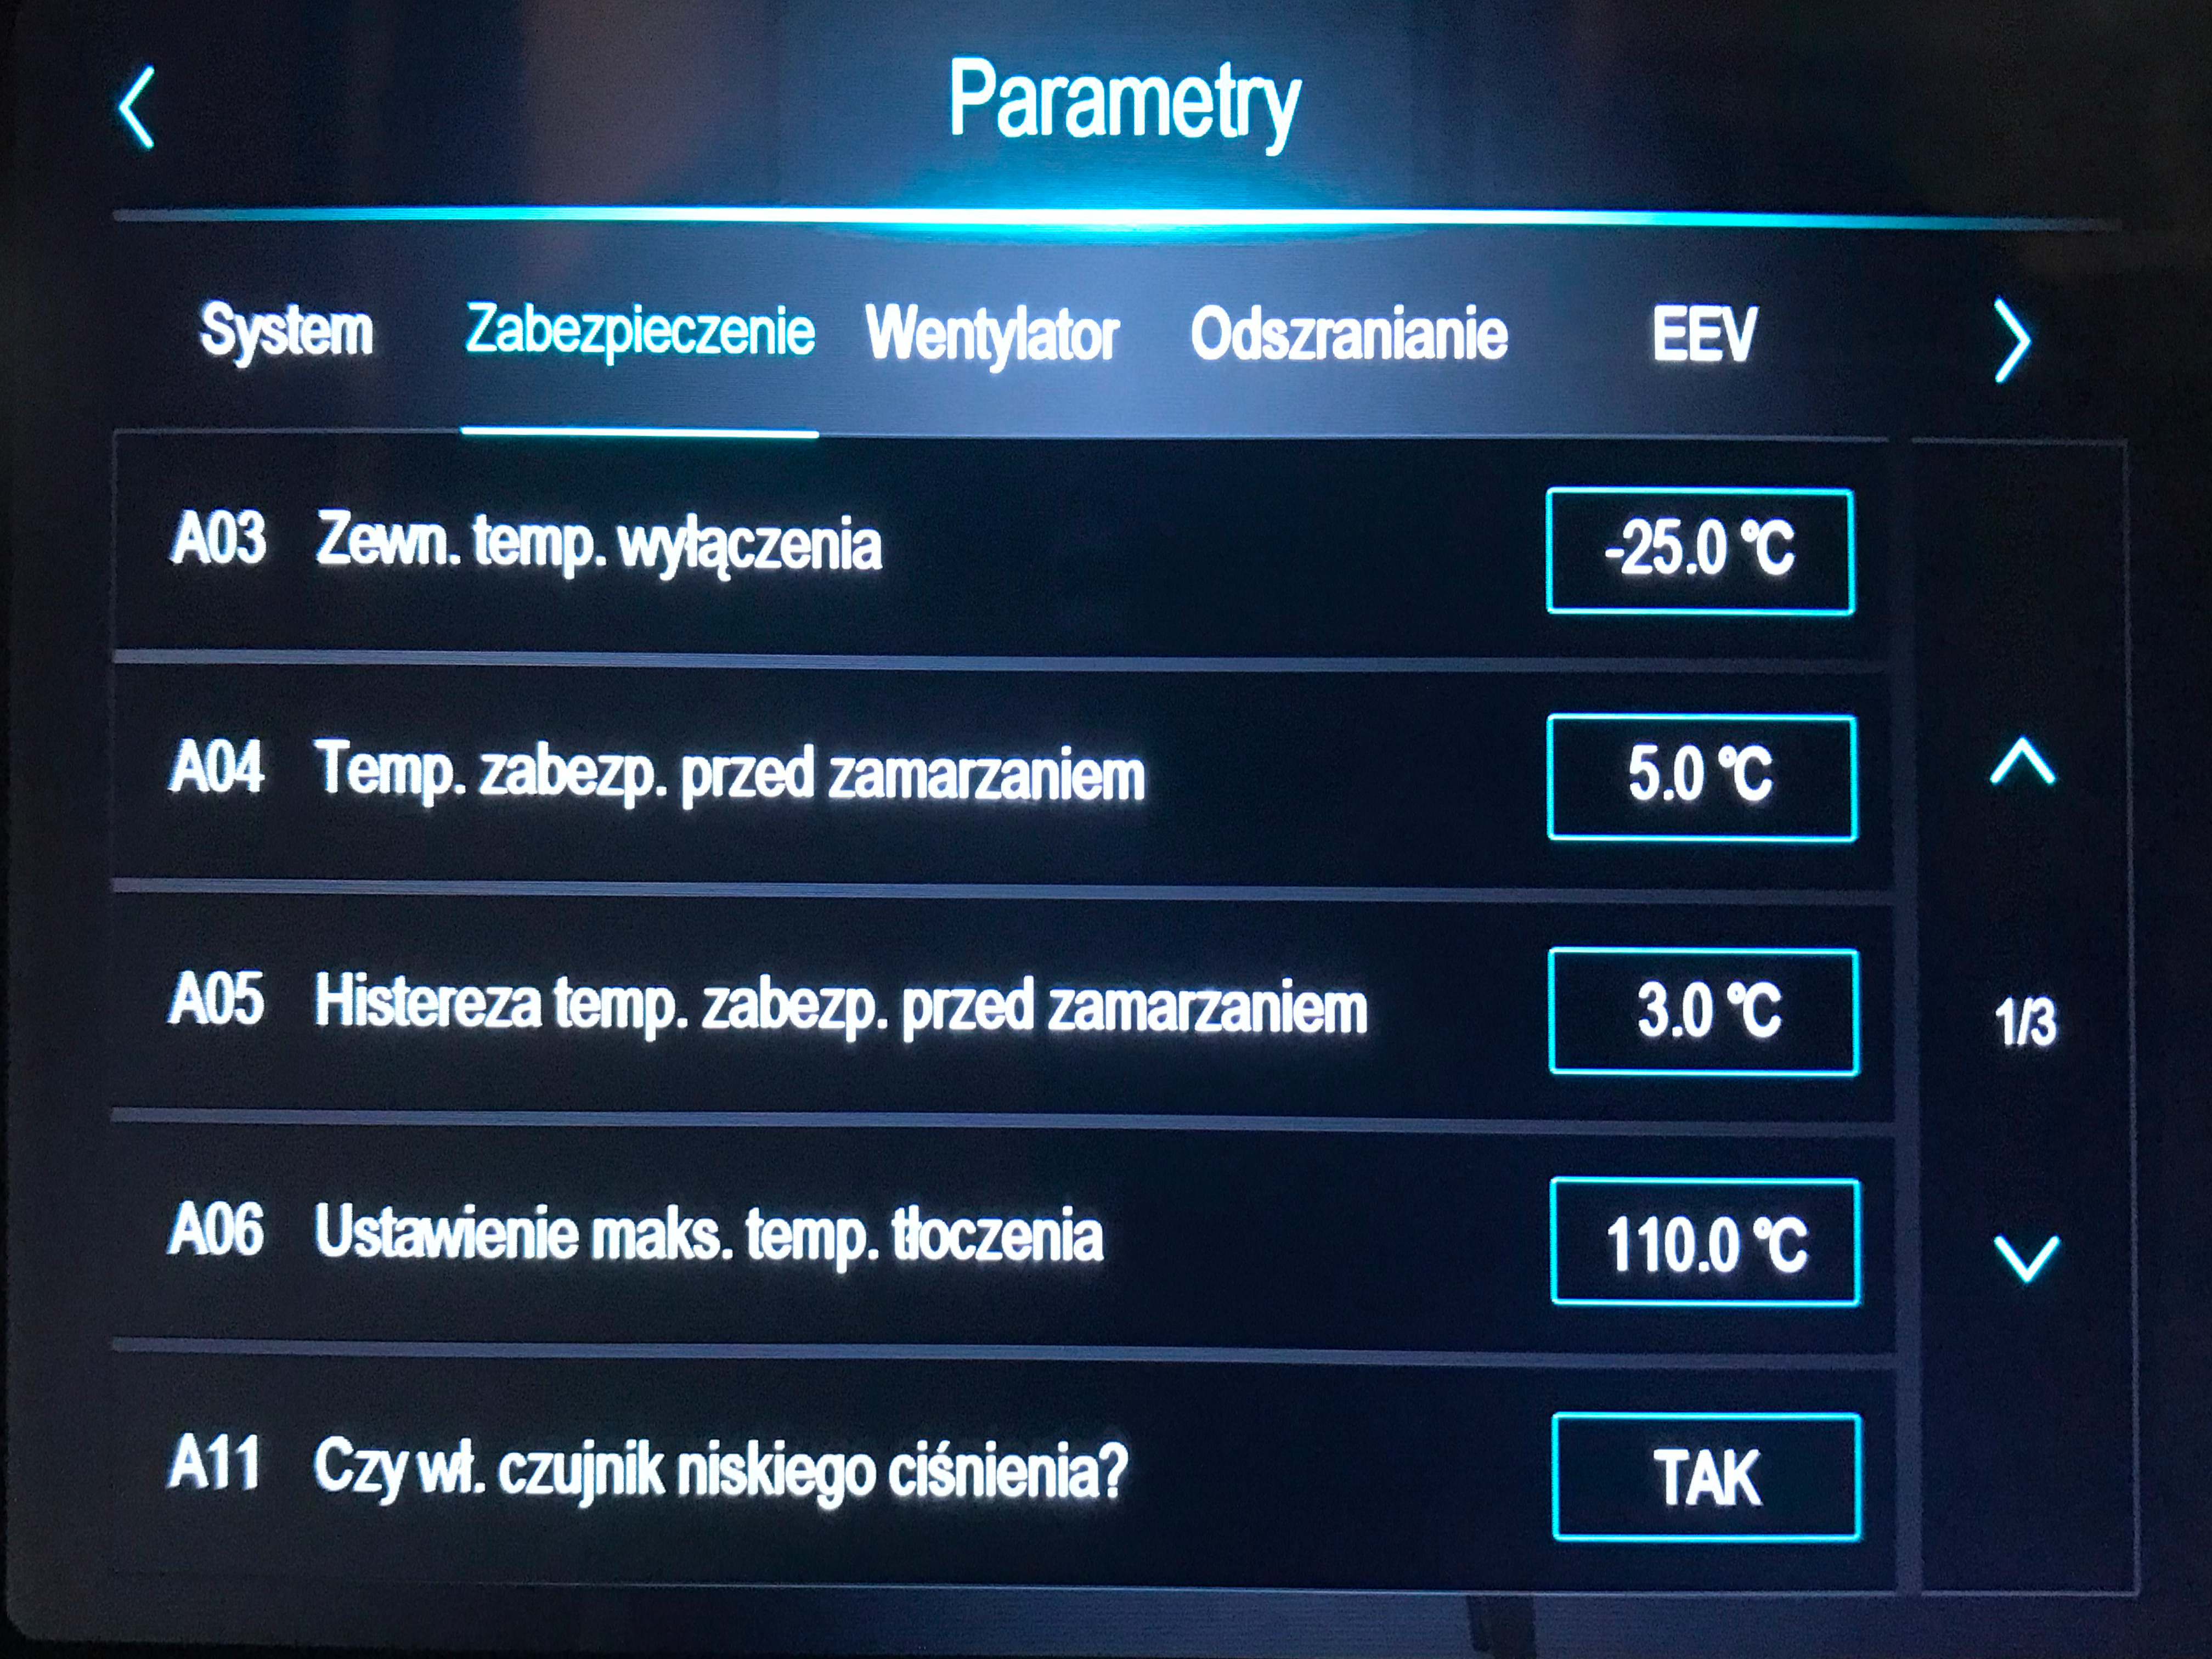 Parametry
System Zabezpieczenie Wentylator Odszranianie EEV
A03 Zewn. temp. wyłączenia -25.0 ℃
A04 Temp. zabezp. przed zamarzaniem 5.0 ℃
A05 Histereza temp. zabezp. przed zamarzaniem 3.0 ℃
1/3
A06 Ustawienie maks. temp. tłoczenia 110.0 ℃
A11 Czy wł. czujnik niskiego ciśnienia? TAK